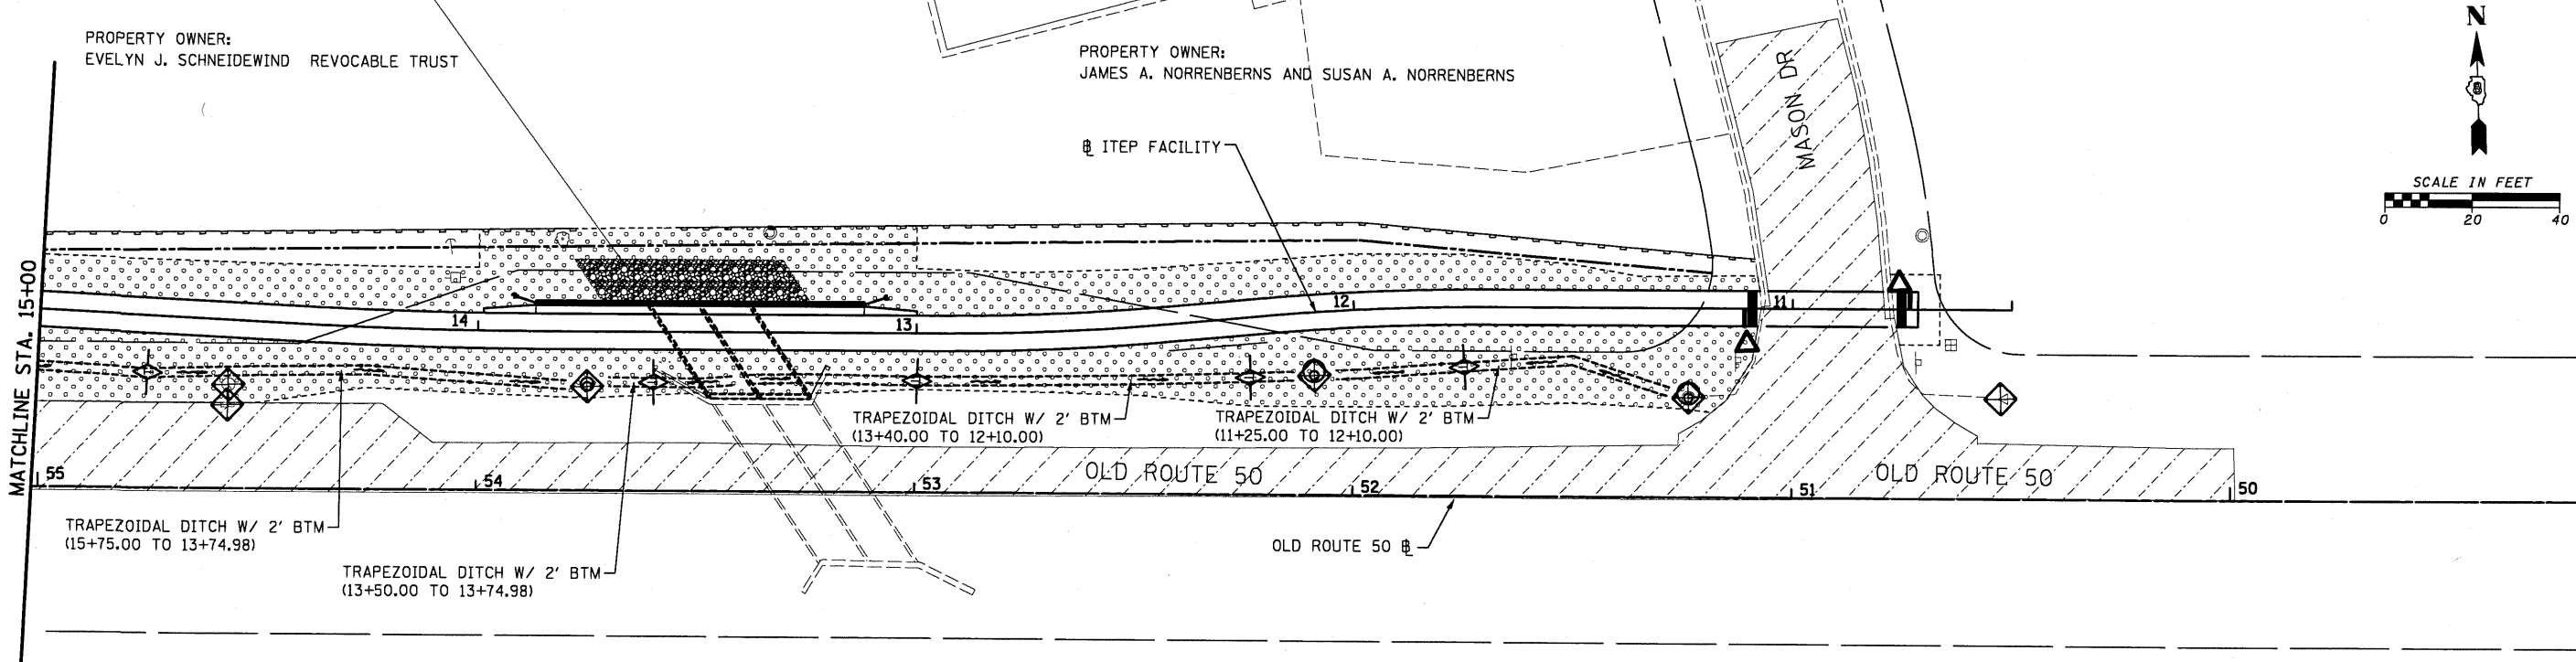 PROPERTY OWNER:
EVELYN J. SCHNEIDEWIND REVOCABLE TRUST
PROPERTY OWNER:
JAMES A. NORRENBERNS AND SUSAN A. NORRENBERNS
N
MASON DR
℄ ITEP FACILITY
SCALE IN FEET
0 20 40
MATCHLINE STA. 15+00
14
13
12
11
TRAPEZOIDAL DITCH W/ 2' BTM
(13+40.00 TO 12+10.00)
TRAPEZOIDAL DITCH W/ 2' BTM
(11+25.00 TO 12+10.00)
OLD ROUTE 50
OLD ROUTE 50
55
54
53
52
51
50
TRAPEZOIDAL DITCH W/ 2' BTM
(15+75.00 TO 13+74.98)
TRAPEZOIDAL DITCH W/ 2' BTM
(13+50.00 TO 13+74.98)
OLD ROUTE 50 ℄